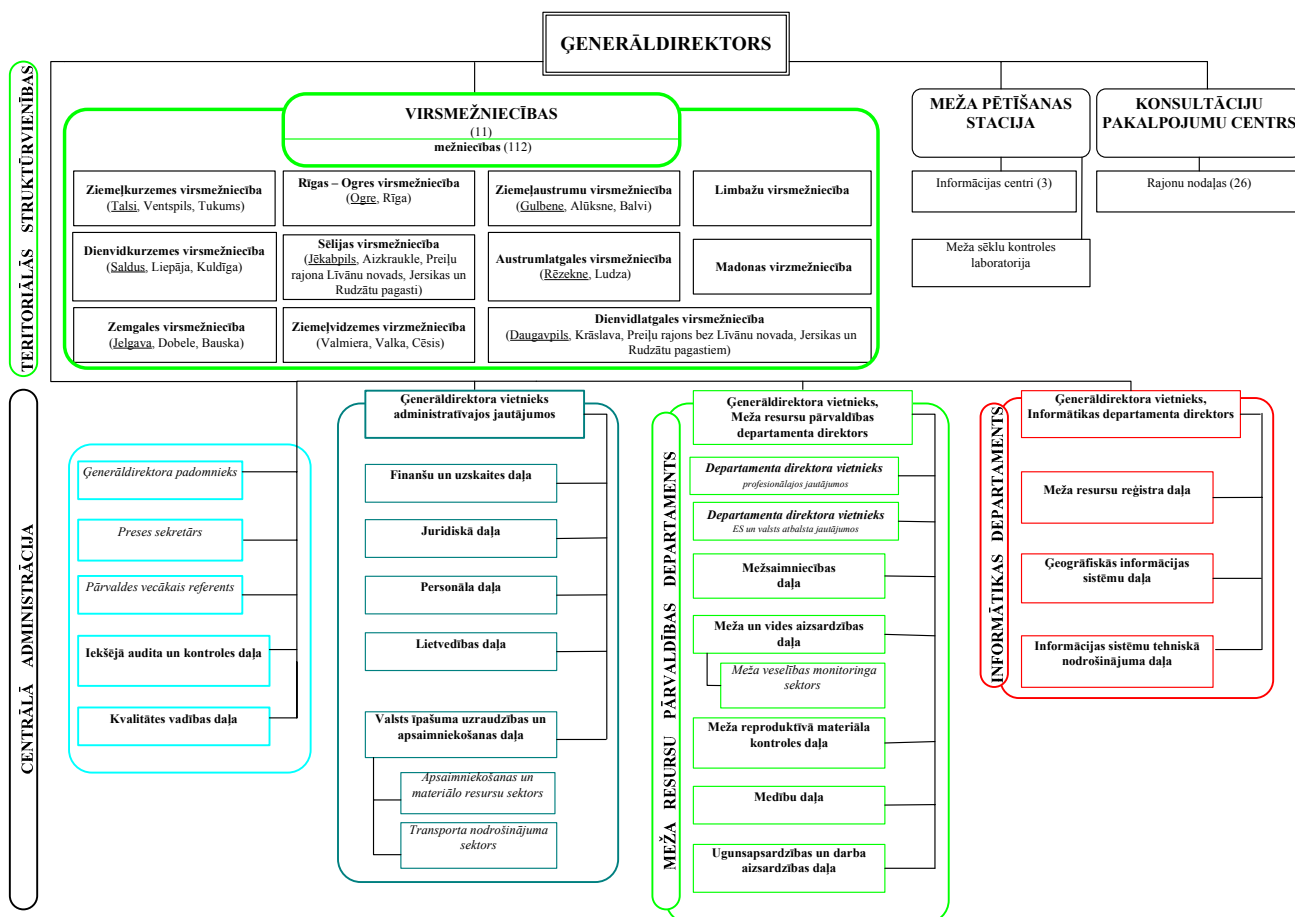 ĢENERĀLDIREKTORS
TERITORIĀLĀS STRUKTŪRVIENĪBAS
VIRSMEŽNIECĪBAS
(11)
mežniecības (112)
MEŽA PĒTĪŠANAS
STACIJA
KONSULTĀCIJU
PAKALPOJUMU CENTRS
Informācijas centri (3)
Rajonu nodaļas (26)
Meža sēklu kontroles
laboratorija
Ziemeļkurzemes virsmežniecība
(Talsi, Ventspils, Tukums)
Rīgas – Ogres virsmežniecība
(Ogre, Rīga)
Ziemeļaustrumu virsmežniecība
(Gulbene, Alūksne, Balvi)
Limbažu virsmežniecība
Dienvidkurzemes virsmežniecība
(Saldus, Liepāja, Kuldīga)
Sēlijas virsmežniecība
(Jēkabpils, Aizkraukle, Preiļu
rajona Līvānu novads, Jersikas un
Rudzātu pagasti)
Austrumlatgales virsmežniecība
(Rēzekne, Ludza)
Madonas virzmežniecība
Zemgales virsmežniecība
(Jelgava, Dobele, Bauska)
Ziemeļvidzemes virzmežniecība
(Valmiera, Valka, Cēsis)
Dienvidlatgales virsmežniecība
(Daugavpils, Krāslava, Preiļu rajons bez Līvānu novada, Jersikas un
Rudzātu pagastiem)
CENTRĀLĀ ADMINISTRĀCIJA
Ģenerāldirektora padomnieks
Preses sekretārs
Pārvaldes vecākais referents
Iekšējā audita un kontroles daļa
Kvalitātes vadības daļa
Ģenerāldirektora vietnieks
administratīvajos jautājumos
Finanšu un uzskaites daļa
Juridiskā daļa
Personāla daļa
Lietvedības daļa
Valsts īpašuma uzraudzības un
apsaimniekošanas daļa
Apsaimniekošanas un
materiālo resursu sektors
Transporta nodrošinājuma
sektors
MEŽA RESURSU PĀRVALDĪBAS DEPARTAMENTS
Ģenerāldirektora vietnieks,
Meža resursu pārvaldības
departamenta direktors
Departamenta direktora vietnieks
profesionālajos jautājumos
Departamenta direktora vietnieks
ES un valsts atbalsta jautājumos
Mežsaimniecības
daļa
Meža un vides aizsardzības
daļa
Meža veselības monitoringa
sektors
Meža reproduktīvā materiāla
kontroles daļa
Medību daļa
Ugunsapsardzības un darba
aizsardzības daļa
INFORMĀTIKAS DEPARTAMENTS
Ģenerāldirektora vietnieks,
Informātikas departamenta direktors
Meža resursu reģistra daļa
Ģeogrāfiskās informācijas
sistēmu daļa
Informācijas sistēmu tehniskā
nodrošinājuma daļa